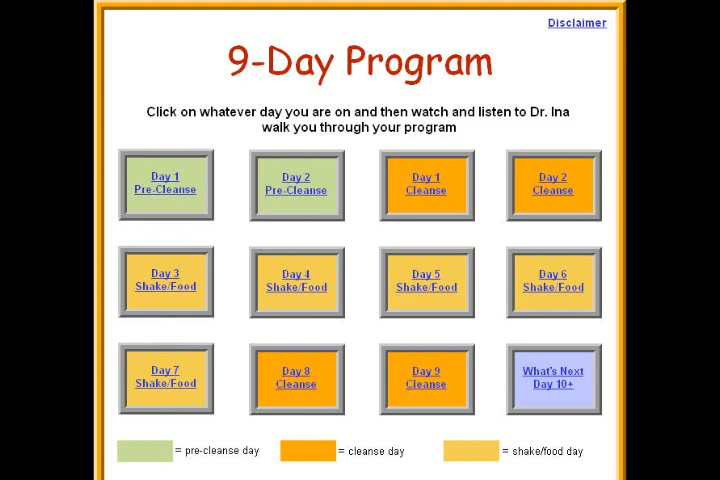 Disclaimer
9-Day Program
Click on whatever day you are on and then watch and listen to Dr. Ina
walk you through your program
Day 1
Pre-Cleanse
Day 2
Pre-Cleanse
Day 1
Cleanse
Day 2
Cleanse
Day 3
Shake/Food
Day 4
Shake/Food
Day 5
Shake/Food
Day 6
Shake/Food
Day 7
Shake/Food
Day 8
Cleanse
Day 9
Cleanse
What's Next
Day 10+
= pre-cleanse day
= cleanse day
= shake/food day